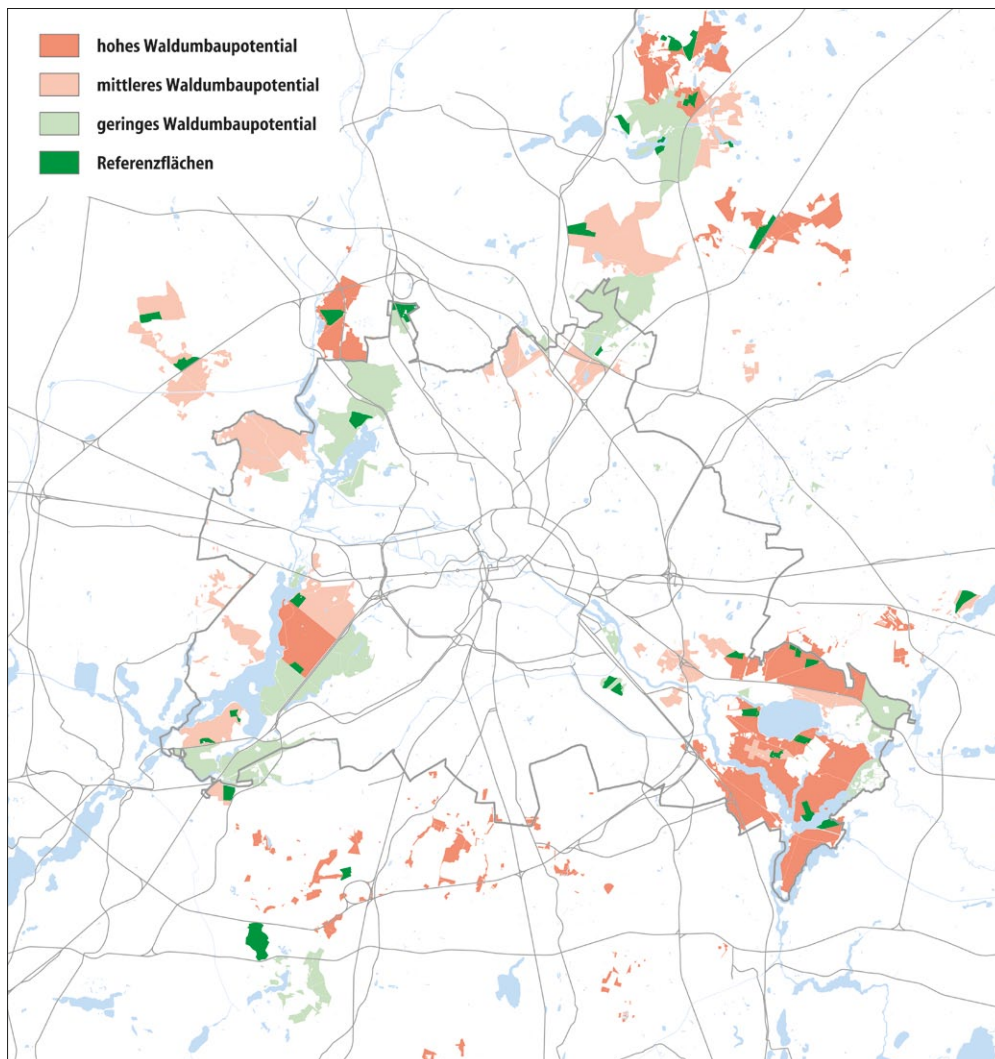 hohes Waldumbaupotential
mittleres Waldumbaupotential
geringes Waldumbaupotential
Referenzflächen